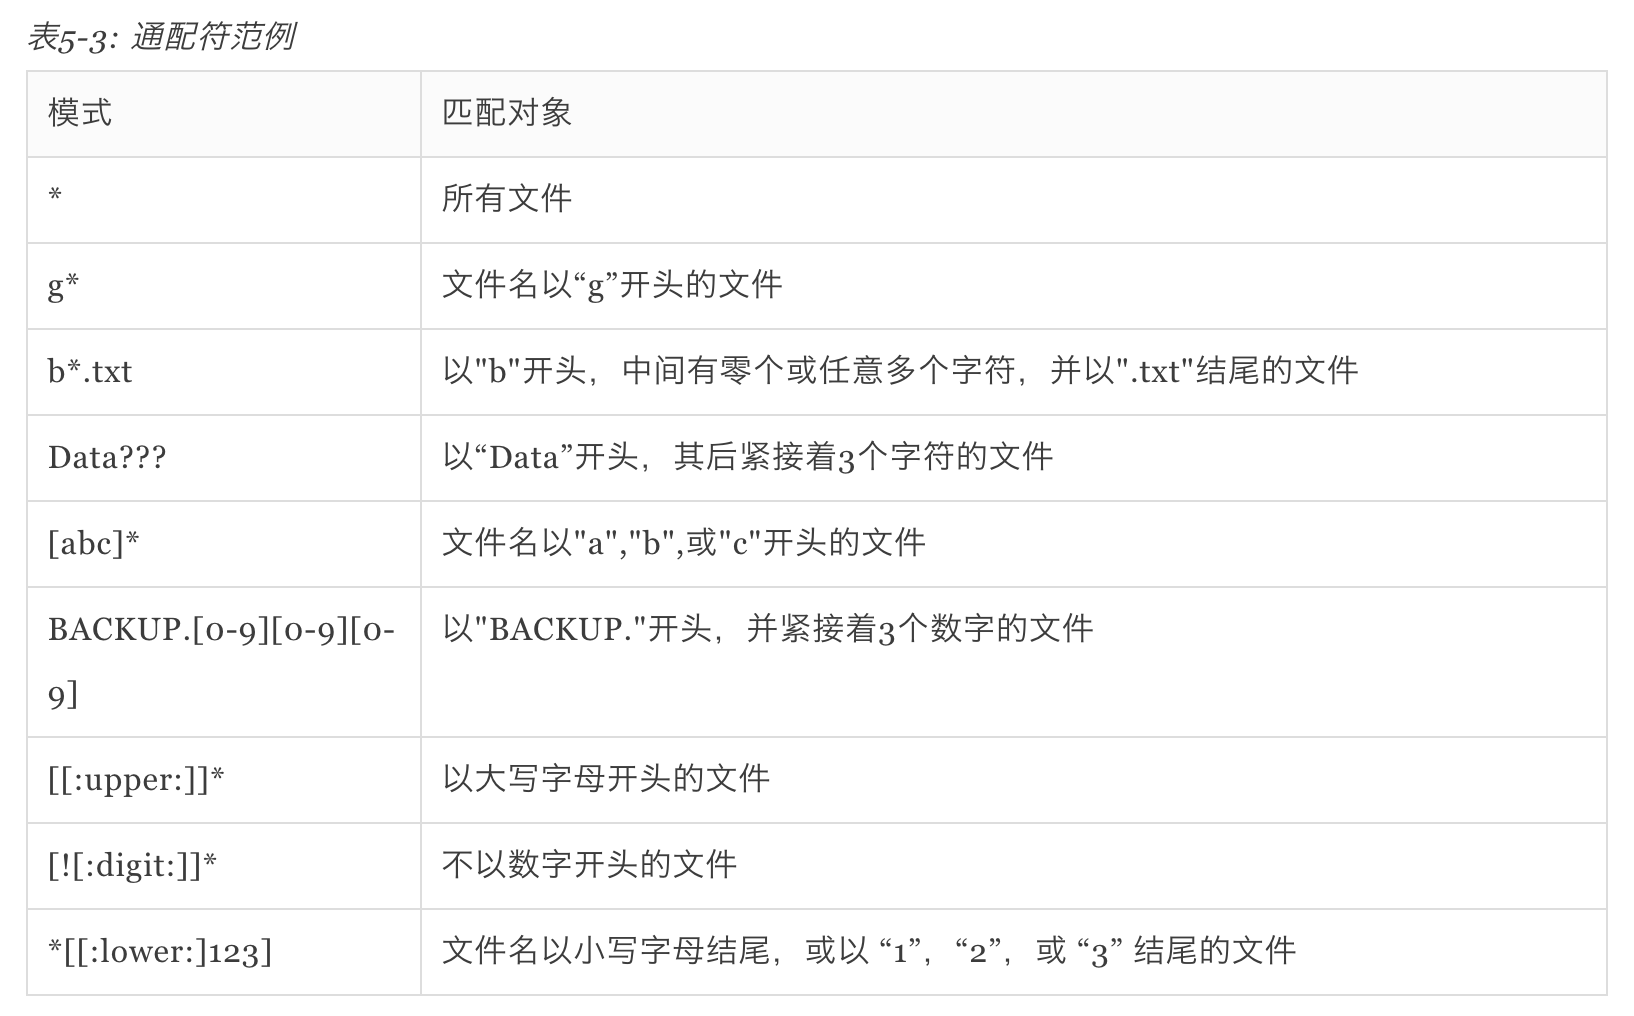 表5-3: 通配符范例
模式 匹配对象
* 所有文件
g* 文件名以“g”开头的文件
b*.txt 以"b"开头，中间有零个或任意多个字符，并以".txt"结尾的文件
Data??? 以“Data”开头，其后紧接着3个字符的文件
[abc]* 文件名以"a","b",或"c"开头的文件
BACKUP.[0-9][0-9][0- 以"BACKUP."开头，并紧接着3个数字的文件
9]
[[:upper:]]* 以大写字母开头的文件
[![:digit:]]* 不以数字开头的文件
*[[:lower:]123] 文件名以小写字母结尾，或以 “1”，“2”，或 “3” 结尾的文件